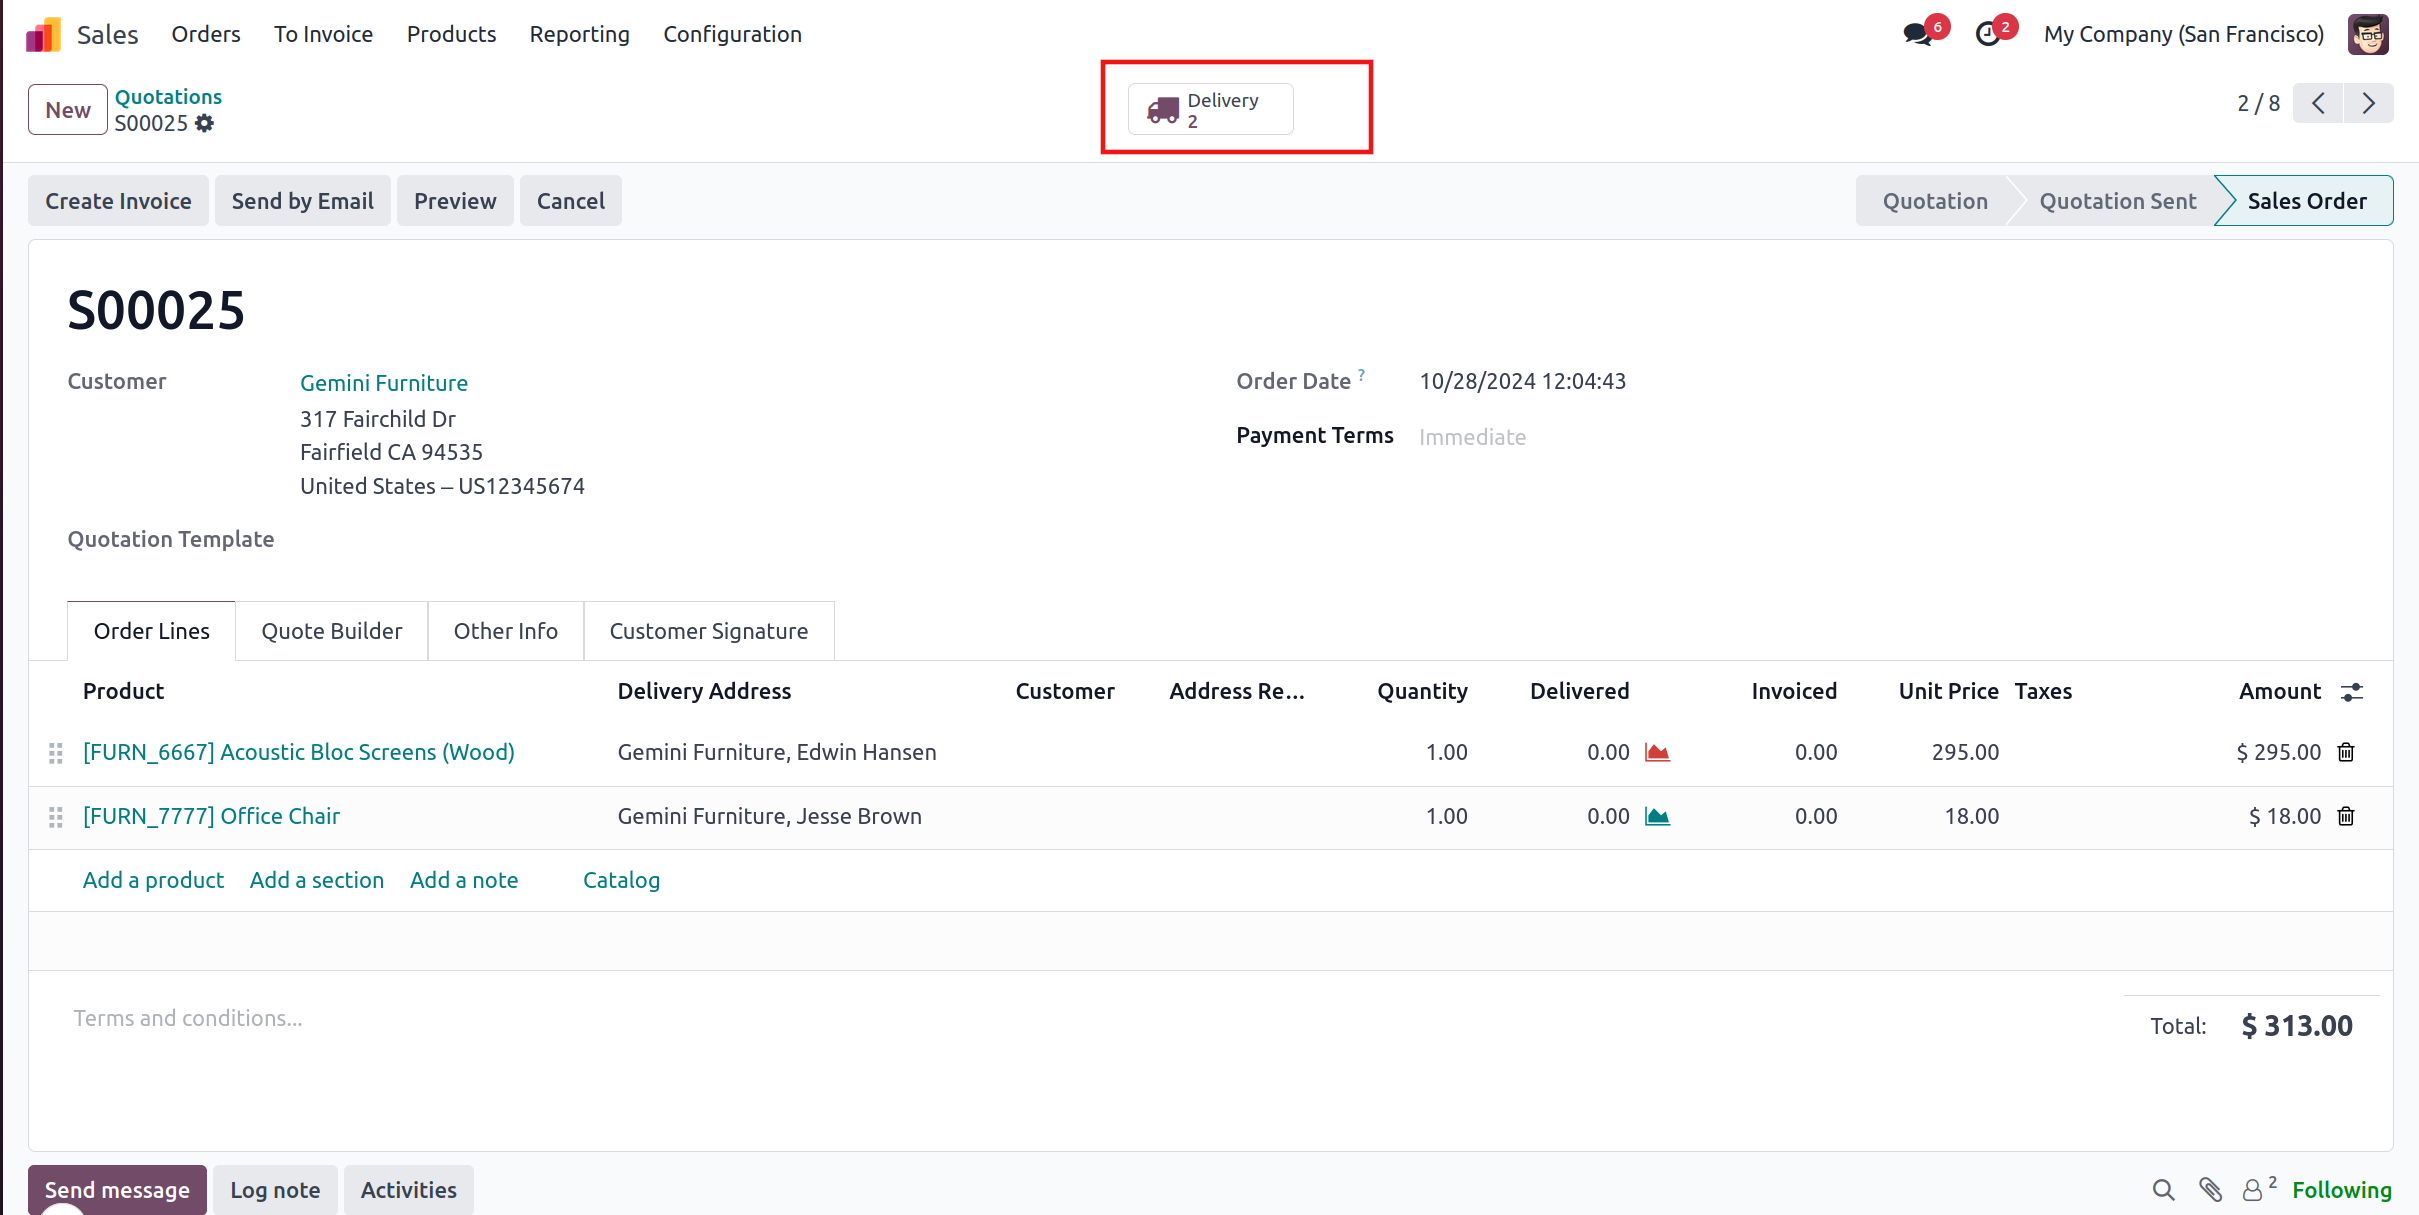 Sales Orders To Invoice Products Reporting Configuration 6 2 My Company (San Francisco)
New Quotations Delivery 2 / 8
S00025 2
Create Invoice Send by Email Preview Cancel Quotation Quotation Sent Sales Order
S00025
Customer Gemini Furniture Order Date ? 10/28/2024 12:04:43
317 Fairchild Dr
Payment Terms Immediate
Fairfield CA 94535
United States – US12345674
Quotation Template
Order Lines Quote Builder Other Info Customer Signature
Product Delivery Address Customer Address Re... Quantity Delivered Invoiced Unit Price Taxes Amount
[FURN_6667] Acoustic Bloc Screens (Wood) Gemini Furniture, Edwin Hansen 1.00 0.00 0.00 295.00 $ 295.00
[FURN_7777] Office Chair Gemini Furniture, Jesse Brown 1.00 0.00 0.00 18.00 $ 18.00
Add a product Add a section Add a note Catalog
Terms and conditions...
Total: $ 313.00
Send message Log note Activities 2 Following